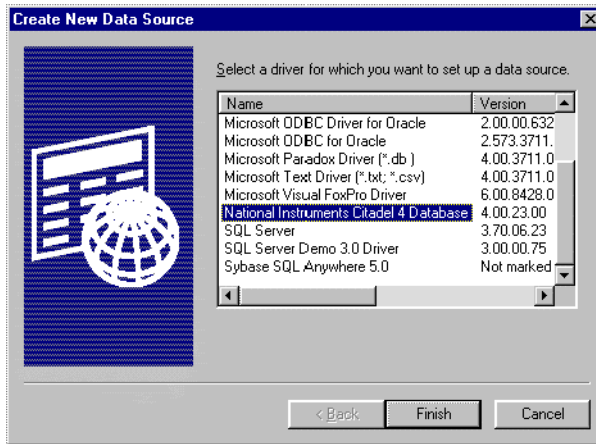 Create New Data Source
Select a driver for which you want to set up a data source.
Name Version
Microsoft ODBC Driver for Oracle 2.00.00.632
Microsoft ODBC for Oracle 2.573.3711.
Microsoft Paradox Driver (*.db ) 4.00.3711.0
Microsoft Text Driver (*.txt; *.csv) 4.00.3711.0
Microsoft Visual FoxPro Driver 6.00.8428.0
National Instruments Citadel 4 Database 4.00.23.00
SQL Server 3.70.06.23
SQL Server Demo 3.0 Driver 3.00.00.75
Sybase SQL Anywhere 5.0 Not marked
< Back Finish Cancel